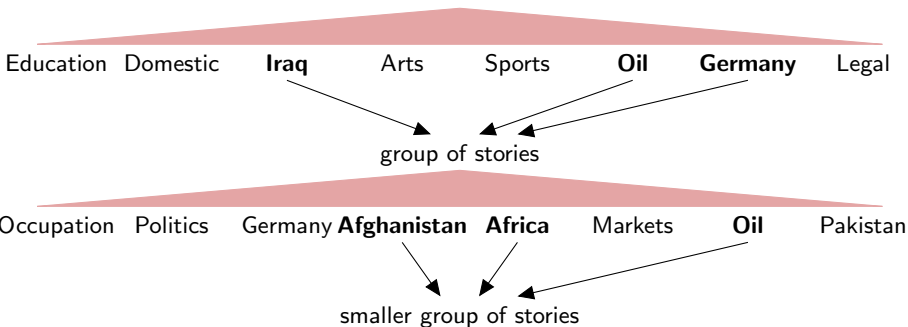 Education Domestic Iraq Arts Sports Oil Germany Legal
group of stories
Occupation Politics Germany Afghanistan Africa Markets Oil Pakistan
smaller group of stories